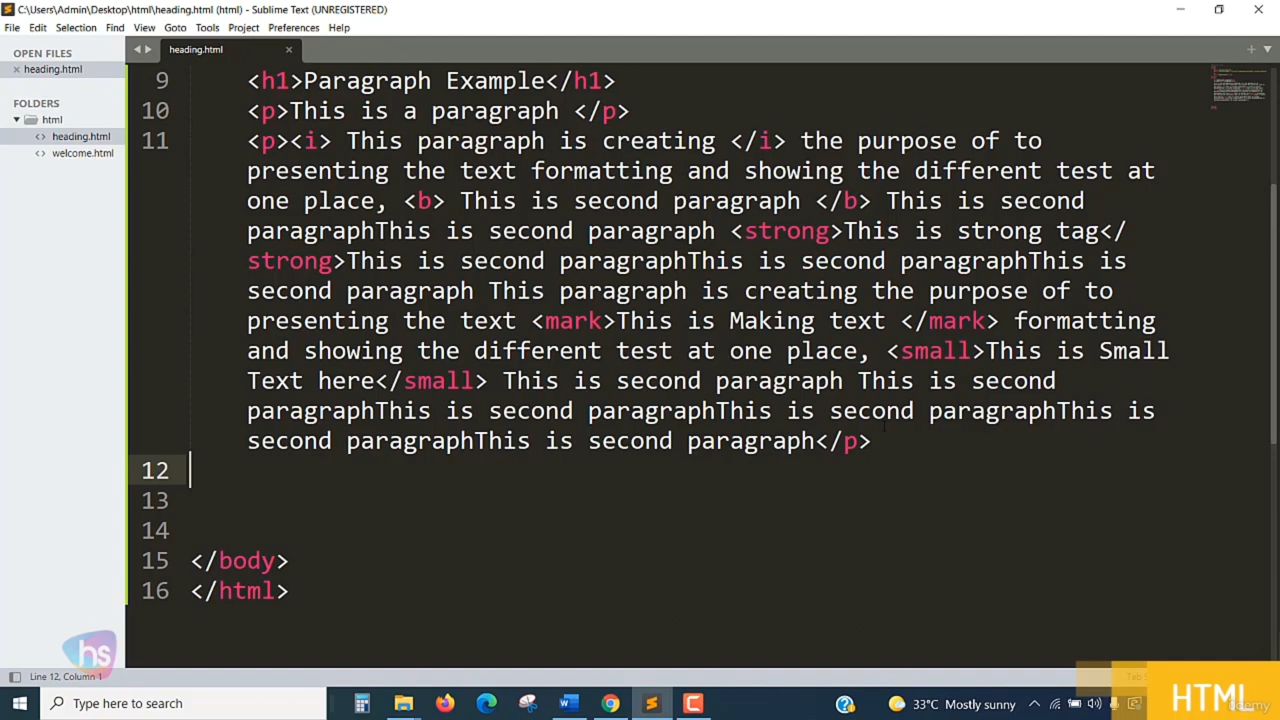 C:\Users\Admin\Desktop\html\heading.html (html) - Sublime Text (UNREGISTERED)
File Edit Selection Find View Goto Tools Project Preferences Help
OPEN FILES
heading.html
FOLDERS
html
heading.html
welcome.html
heading.html
9 <h1>Paragraph Example</h1>
10 <p>This is a paragraph </p>
11 <p><i> This paragraph is creating </i> the purpose of to
presenting the text formatting and showing the different test at
one place, <b> This is second paragraph </b> This is second
paragraphThis is second paragraph <strong>This is strong tag</
strong>This is second paragraphThis is second paragraphThis is
second paragraph This paragraph is creating the purpose of to
presenting the text <mark>This is Making text </mark> formatting
and showing the different test at one place, <small>This is Small
Text here</small> This is second paragraph This is second
paragraphThis is second paragraphThis is second paragraphThis is
second paragraphThis is second paragraph</p>
12
13
14
15 </body>
16 </html>
hs
Line 12, Column 1
Tab S
Type here to search
33°C Mostly sunny
HTML
udemy